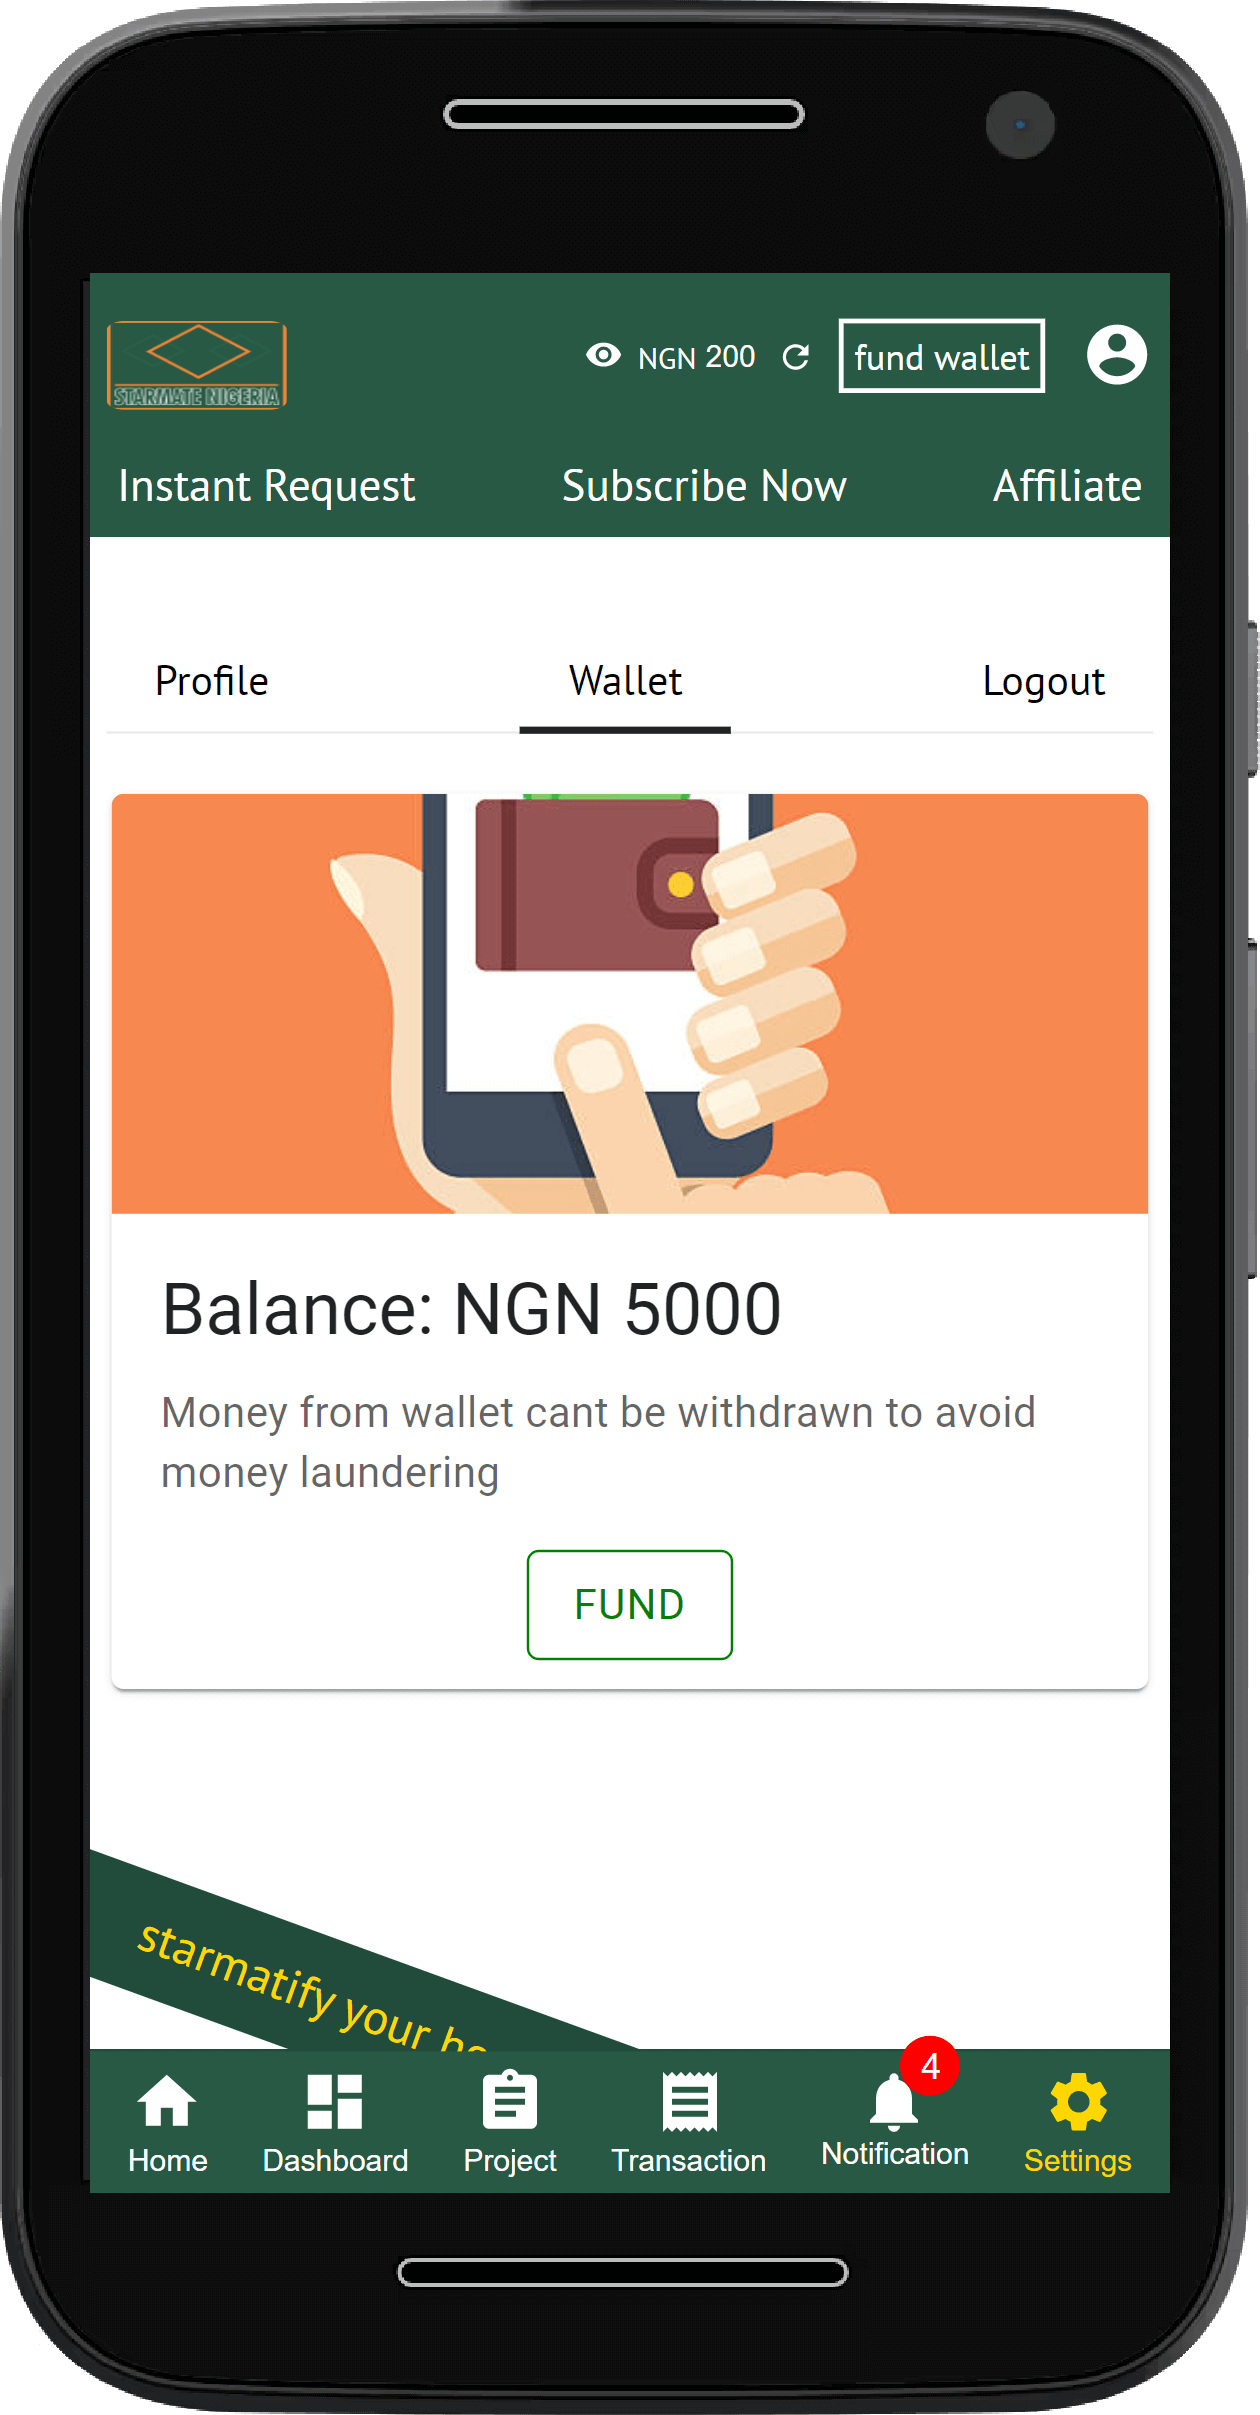 STARMATE NIGERIA
NGN 200
fund wallet
Instant Request
Subscribe Now
Affiliate
Profile
Wallet
Logout
Balance: NGN 5000
Money from wallet cant be withdrawn to avoid
money laundering
FUND
starmatify your
4
Home
Dashboard
Project
Transaction
Notification
Settings